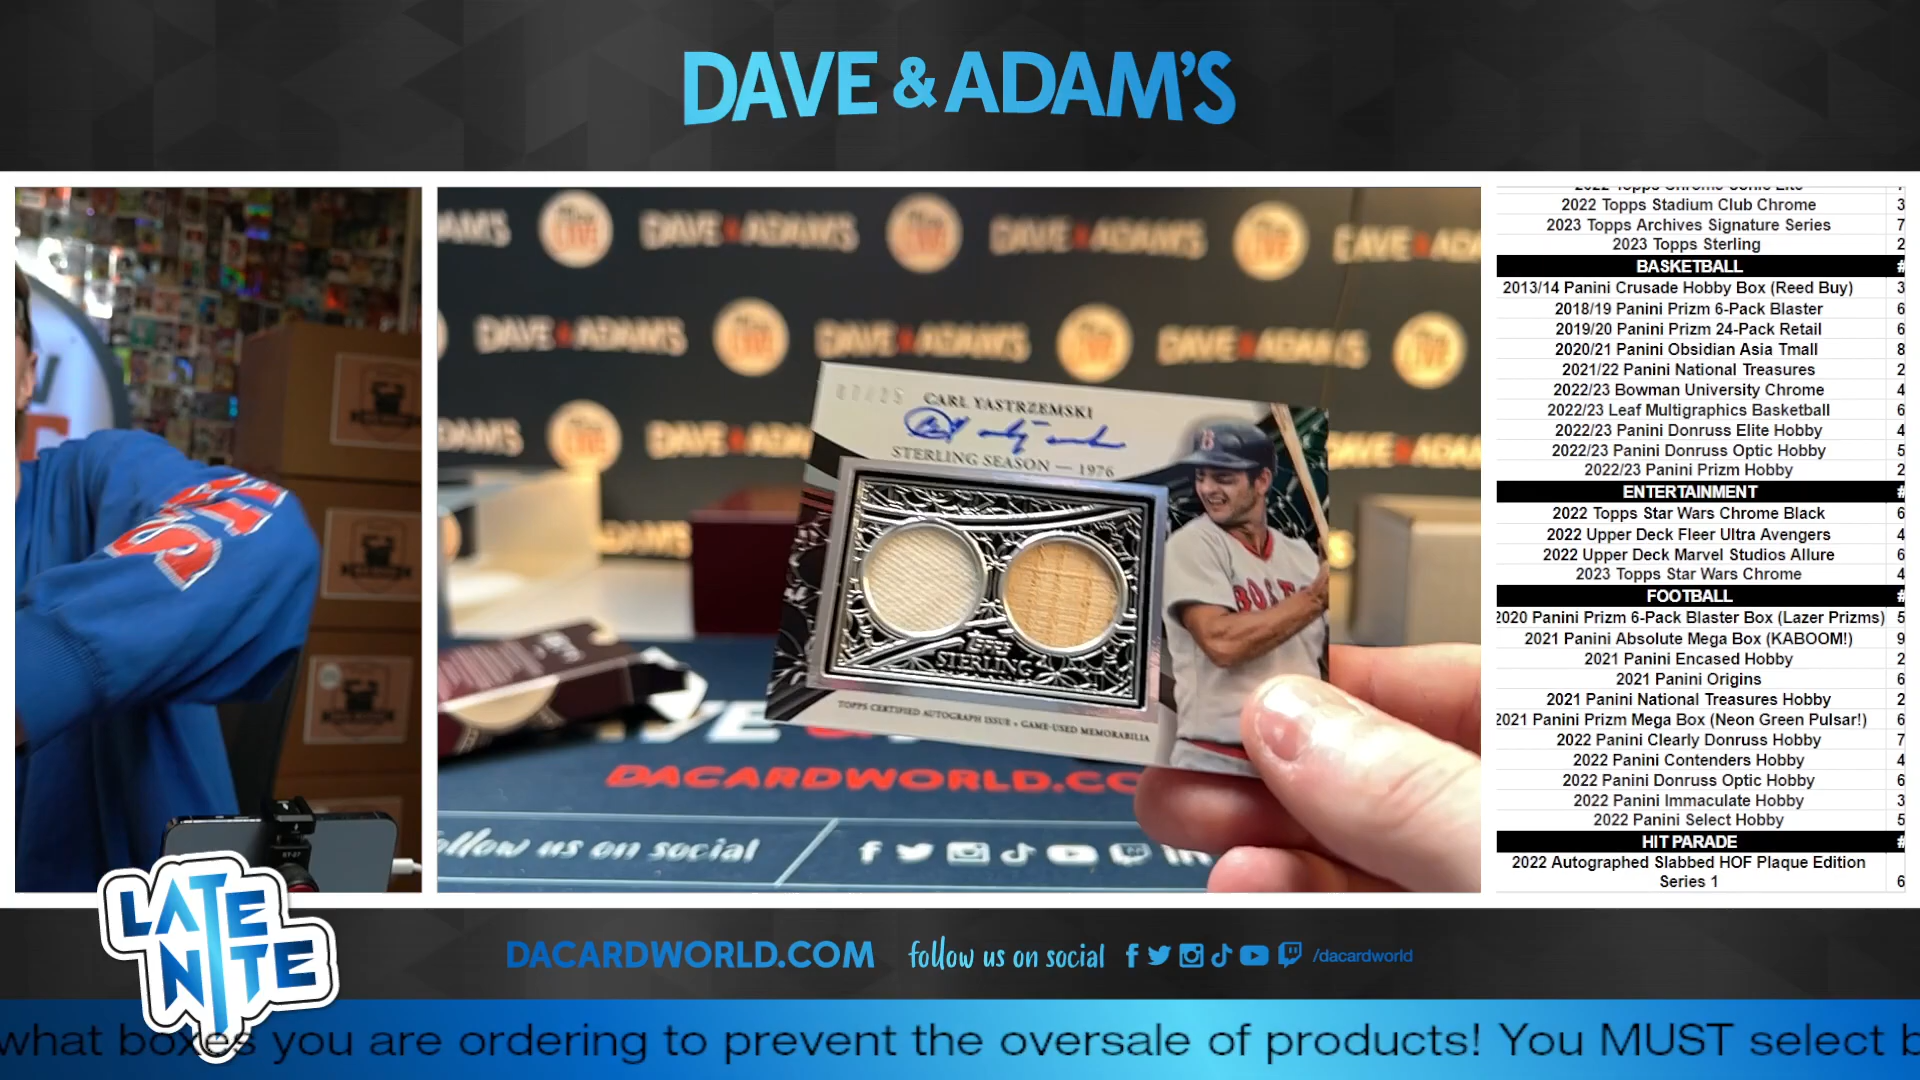 DAVE & ADAM'S
DAVE & ADAM'S
DAVE & ADAM'S
DAVE & ADAM'S
DAVE & ADAM'S
DAVE & ADAM'S
CARL YASTRZEMSKI
STERLING SEASON — 1976
BOS
TOPPS
STERLING
TOPPS CERTIFIED AUTOGRAPH ISSUE • GAME-USED MEMORABILIA
DACARDWORLD.CO
follow us on social
2022 Topps Stadium Club Chrome 3
2023 Topps Archives Signature Series 7
2023 Topps Sterling 2
BASKETBALL #
2013/14 Panini Crusade Hobby Box (Reed Buy) 3
2018/19 Panini Prizm 6-Pack Blaster 6
2019/20 Panini Prizm 24-Pack Retail 6
2020/21 Panini Obsidian Asia Tmall 8
2021/22 Panini National Treasures 2
2022/23 Bowman University Chrome 4
2022/23 Leaf Multigraphics Basketball 6
2022/23 Panini Donruss Elite Hobby 4
2022/23 Panini Donruss Optic Hobby 5
2022/23 Panini Prizm Hobby 2
ENTERTAINMENT #
2022 Topps Star Wars Chrome Black 6
2022 Upper Deck Fleer Ultra Avengers 4
2022 Upper Deck Marvel Studios Allure 6
2023 Topps Star Wars Chrome 4
FOOTBALL #
2020 Panini Prizm 6-Pack Blaster Box (Lazer Prizms) 5
2021 Panini Absolute Mega Box (KABOOM!) 9
2021 Panini Encased Hobby 2
2021 Panini Origins 6
2021 Panini National Treasures Hobby 2
2021 Panini Prizm Mega Box (Neon Green Pulsar!) 6
2022 Panini Clearly Donruss Hobby 7
2022 Panini Contenders Hobby 4
2022 Panini Donruss Optic Hobby 6
2022 Panini Immaculate Hobby 3
2022 Panini Select Hobby 5
HIT PARADE #
2022 Autographed Slabbed HOF Plaque Edition
Series 1 6
LATE
NITE
DACARDWORLD.COM follow us on social /dacardworld
what boxes you are ordering to prevent the oversale of products! You MUST select b